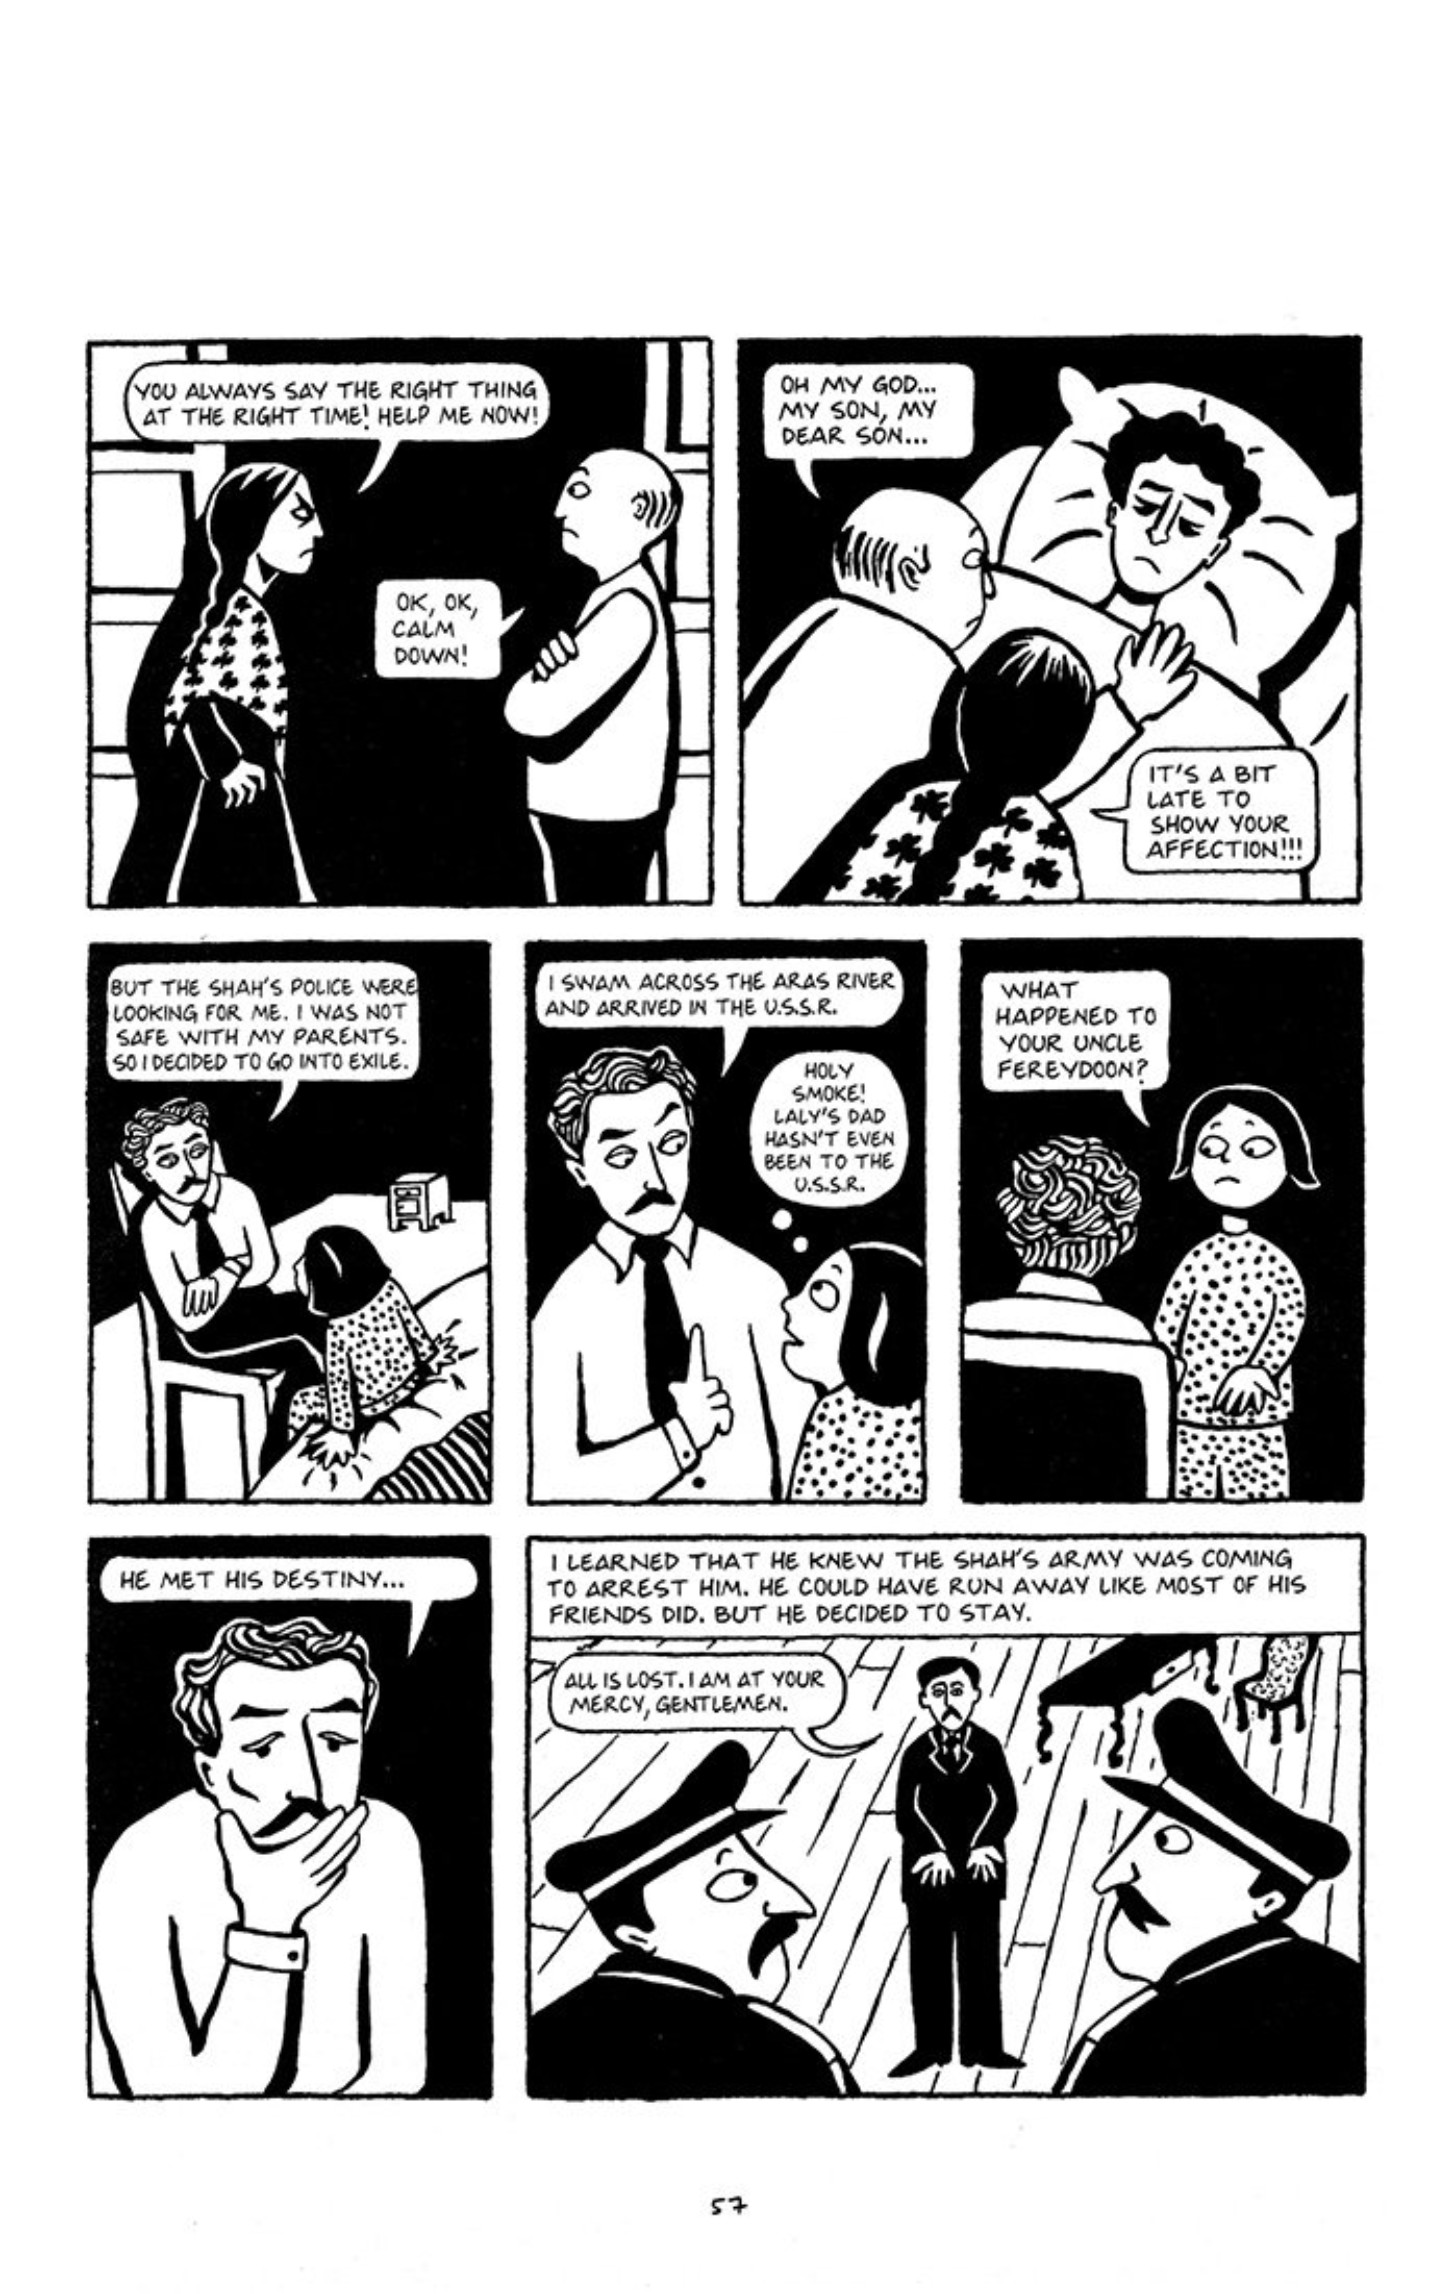 YOU ALWAYS SAY THE RIGHT THING
AT THE RIGHT TIME! HELP ME NOW!
OK, OK,
CALM
DOWN!
OH MY GOD...
MY SON, MY
DEAR SON...
IT'S A BIT
LATE TO
SHOW YOUR
AFFECTION!!!
BUT THE SHAH'S POLICE WERE
LOOKING FOR ME. I WAS NOT
SAFE WITH MY PARENTS.
SO I DECIDED TO GO INTO EXILE.
I SWAM ACROSS THE ARAS RIVER
AND ARRIVED IN THE U.S.S.R.
HOLY
SMOKE!
LALY'S DAD
HASN'T EVEN
BEEN TO THE
U.S.S.R.
WHAT
HAPPENED TO
YOUR UNCLE
FEREYDOON?
HE MET HIS DESTINY...
I LEARNED THAT HE KNEW THE SHAH'S ARMY WAS COMING
TO ARREST HIM. HE COULD HAVE RUN AWAY LIKE MOST OF HIS
FRIENDS DID. BUT HE DECIDED TO STAY.
ALL IS LOST. I AM AT YOUR
MERCY, GENTLEMEN.
57